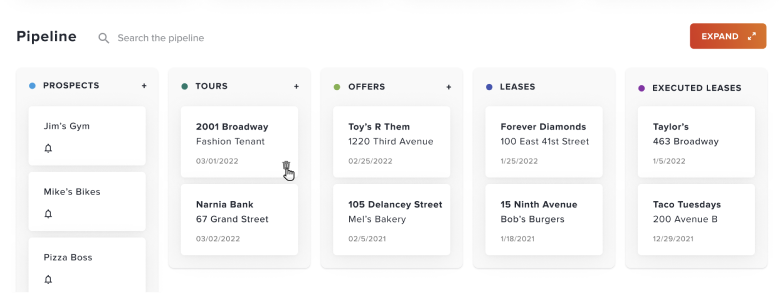 Pipeline
Search the pipeline
EXPAND
PROSPECTS +
Jim's Gym
Mike's Bikes
Pizza Boss
TOURS +
2001 Broadway
Fashion Tenant
03/01/2022
Narnia Bank
67 Grand Street
03/02/2022
OFFERS +
Toy's R Them
1220 Third Avenue
02/25/2022
105 Delancey Street
Mel's Bakery
02/5/2021
LEASES
Forever Diamonds
100 East 41st Street
1/25/2022
15 Ninth Avenue
Bob's Burgers
1/18/2021
EXECUTED LEASES
Taylor's
463 Broadway
1/5/2022
Taco Tuesdays
200 Avenue B
12/29/2021